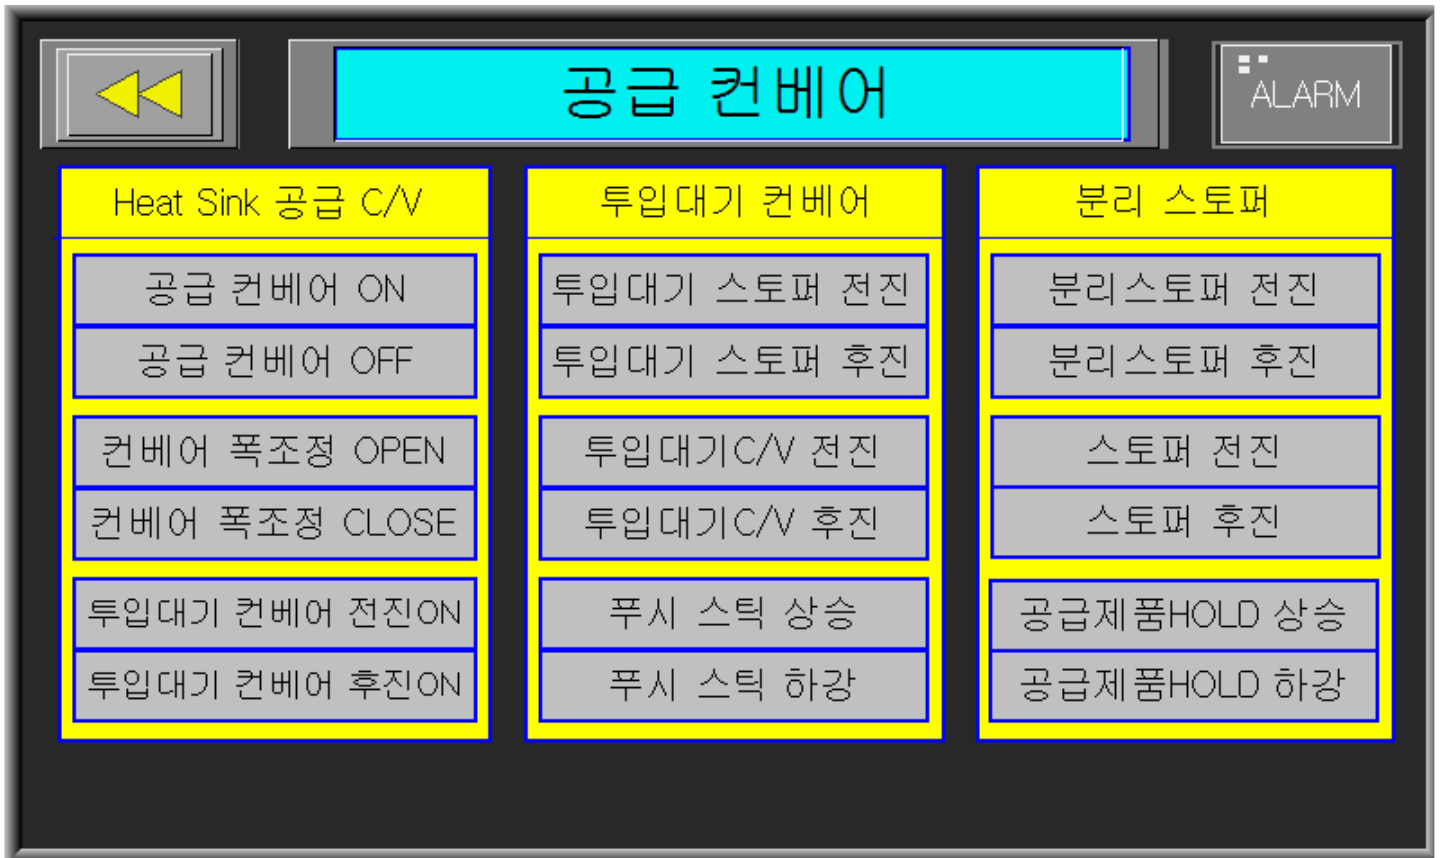 공급 컨베어
ALARM
Heat Sink 공급 C/V
공급 컨베어 ON
공급 컨베어 OFF
컨베어 폭조정 OPEN
컨베어 폭조정 CLOSE
투입대기 컨베어 전진ON
투입대기 컨베어 후진ON
투입대기 컨베어
투입대기 스토퍼 전진
투입대기 스토퍼 후진
투입대기C/V 전진
투입대기C/V 후진
푸시 스틱 상승
푸시 스틱 하강
분리 스토퍼
분리스토퍼 전진
분리스토퍼 후진
스토퍼 전진
스토퍼 후진
공급제품HOLD 상승
공급제품HOLD 하강